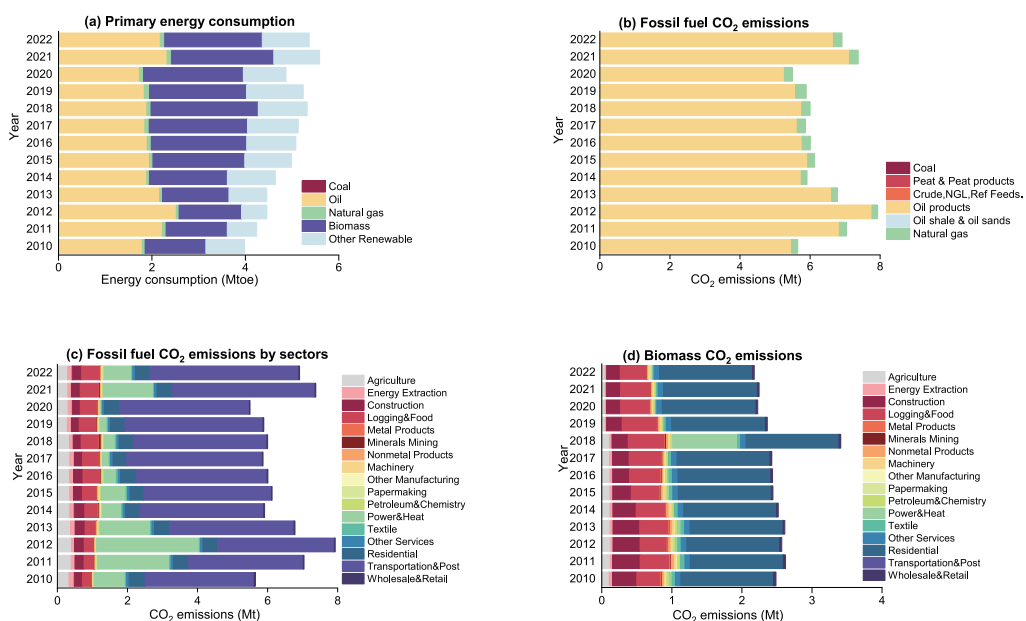 (a) Primary energy consumption
Year
2022
2021
2020
2019
2018
2017
2016
2015
2014
2013
2012
2011
2010
0 2 4 6
Energy consumption (Mtoe)
Coal
Oil
Natural gas
Biomass
Other Renewable
(b) Fossil fuel CO2 emissions
Year
2022
2021
2020
2019
2018
2017
2016
2015
2014
2013
2012
2011
2010
0 2 4 6 8
CO2 emissions (Mt)
Coal
Peat & Peat products
Crude,NGL,Ref Feeds.
Oil products
Oil shale & oil sands
Natural gas
(c) Fossil fuel CO2 emissions by sectors
Year
2022
2021
2020
2019
2018
2017
2016
2015
2014
2013
2012
2011
2010
0 2 4 6 8
CO2 emissions (Mt)
Agriculture
Energy Extraction
Construction
Logging&Food
Metal Products
Minerals Mining
Nonmetal Products
Machinery
Other Manufacturing
Papermaking
Petroleum&Chemistry
Power&Heat
Textile
Other Services
Residential
Transportation&Post
Wholesale&Retail
(d) Biomass CO2 emissions
Year
2022
2021
2020
2019
2018
2017
2016
2015
2014
2013
2012
2011
2010
0 1 2 3 4
CO2 emissions (Mt)
Agriculture
Energy Extraction
Construction
Logging&Food
Metal Products
Minerals Mining
Nonmetal Products
Machinery
Other Manufacturing
Papermaking
Petroleum&Chemistry
Power&Heat
Textile
Other Services
Residential
Transportation&Post
Wholesale&Retail